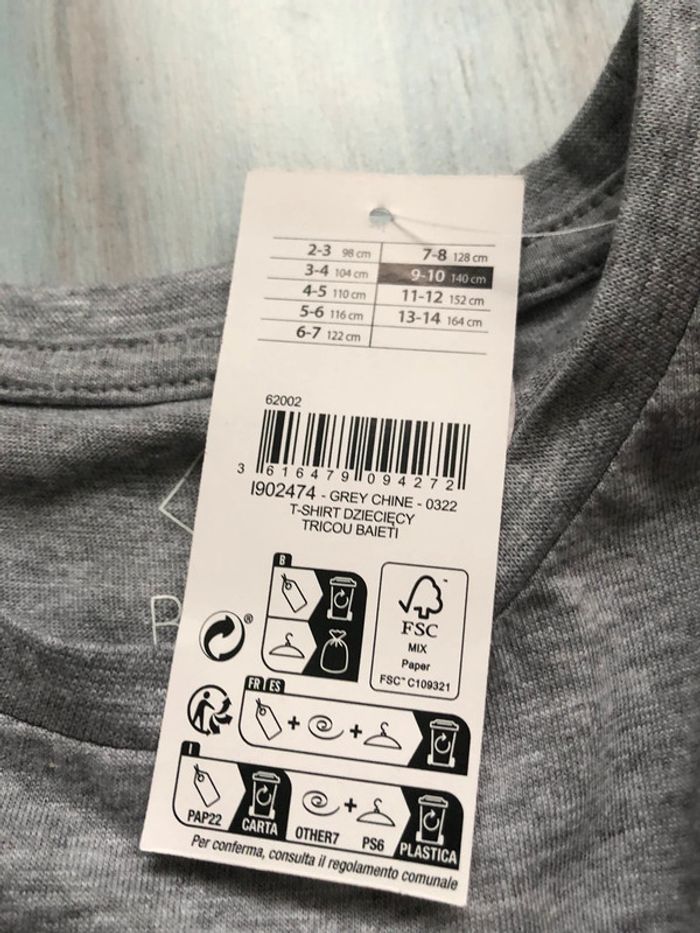 2-3 98 cm 7-8 128 cm
3-4 104 cm 9-10 140 cm
4-5 110 cm 11-12 152 cm
5-6 116 cm 13-14 164 cm
6-7 122 cm
62002
3 616479 094272
I902474 - GREY CHINE - 0322
T-SHIRT DZIECIĘCY
TRICOU BAIETI
B
FSC
MIX
Paper
FSC™ C109321
®
FR ES
+ +
I
+
PAP22 CARTA OTHER7 PS6 PLASTICA
Per conferma, consulta il regolamento comunale